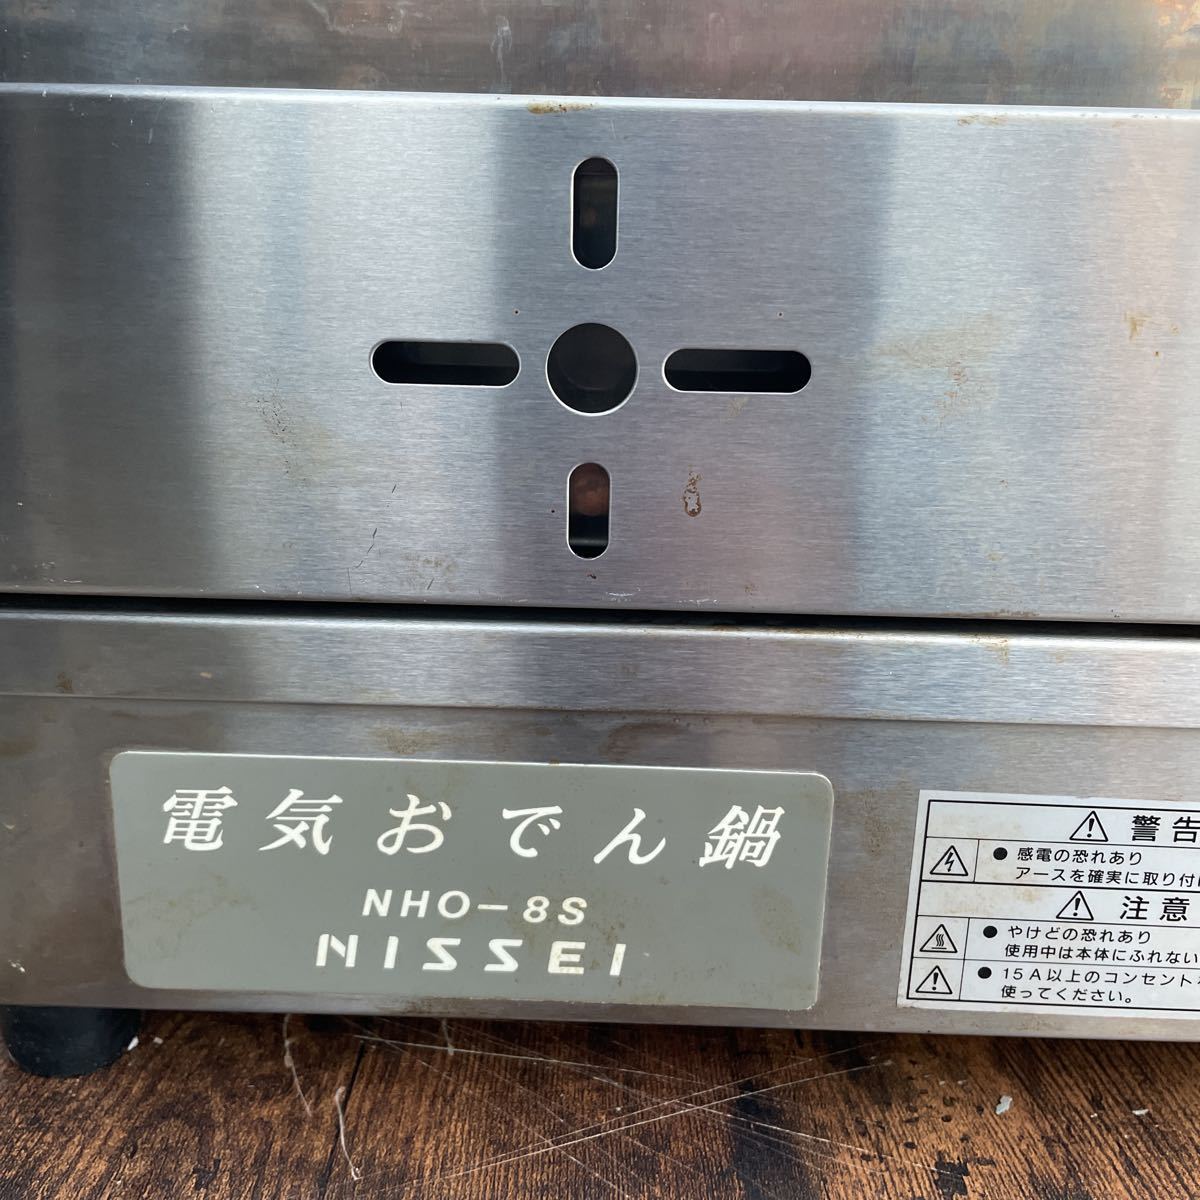 電気おでん鍋
NHO-8S
NISSEI
警告
● 感電の恐れあり
アースを確実に取り付け
注意
● やけどの恐れあり
使用中は本体にふれない
● 15A以上のコンセント
使ってください。